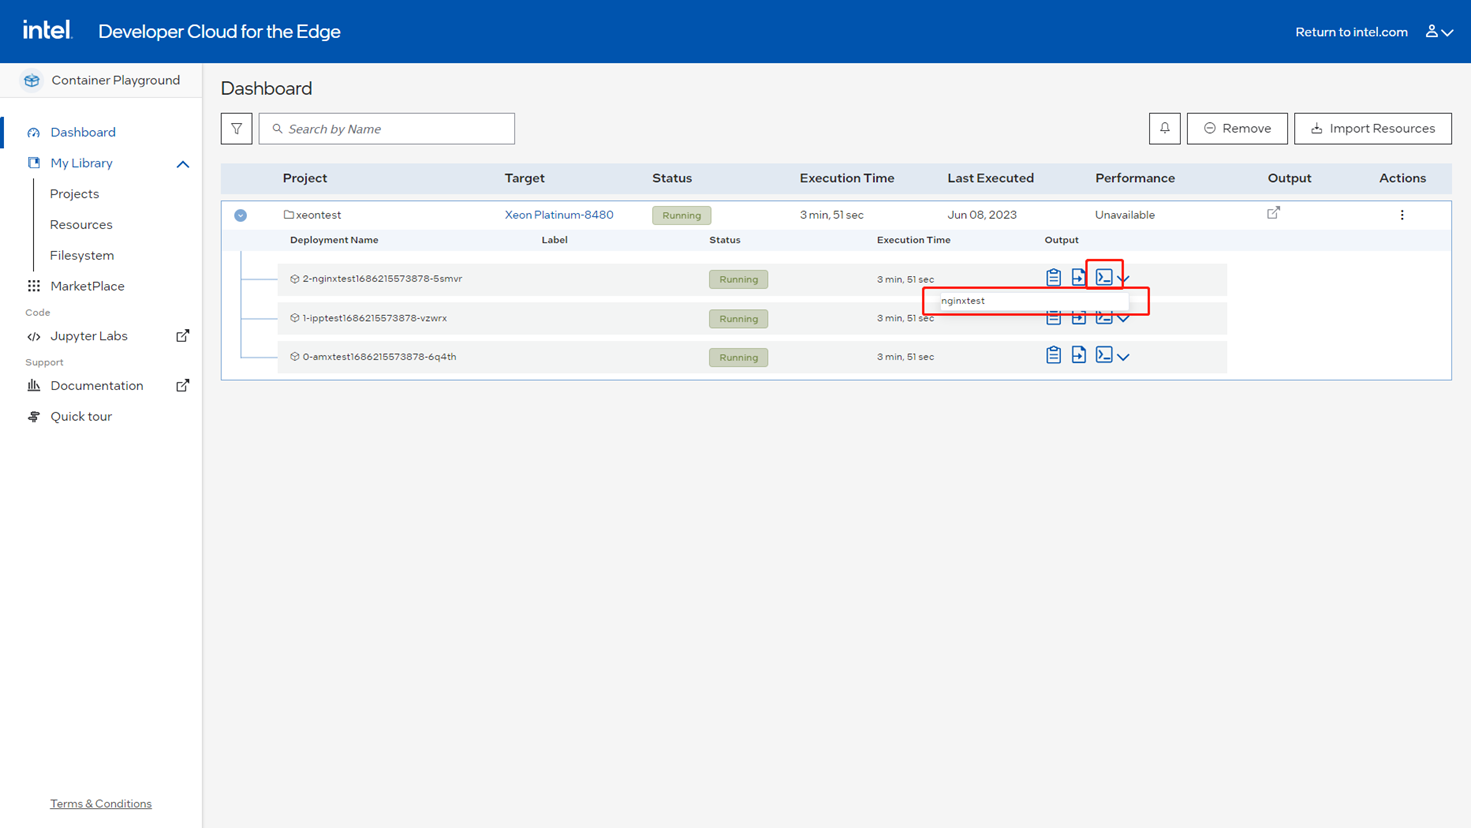 intel. Developer Cloud for the Edge Return to intel.com
Container Playground
Dashboard
My Library
Projects
Resources
Filesystem
MarketPlace
Code
Jupyter Labs
Support
Documentation
Quick tour
Terms & Conditions
Dashboard
Search by Name Remove Import Resources
Project Target Status Execution Time Last Executed Performance Output Actions
xeontest Xeon Platinum-8480 Running 3 min, 51 sec Jun 08, 2023 Unavailable
Deployment Name Label Status Execution Time Output
2-nginxtest1686215573878-5smvr Running 3 min, 51 sec
nginxtest
1-ipptest1686215573878-vzwrx Running 3 min, 51 sec
0-amxtest1686215573878-6q4th Running 3 min, 51 sec